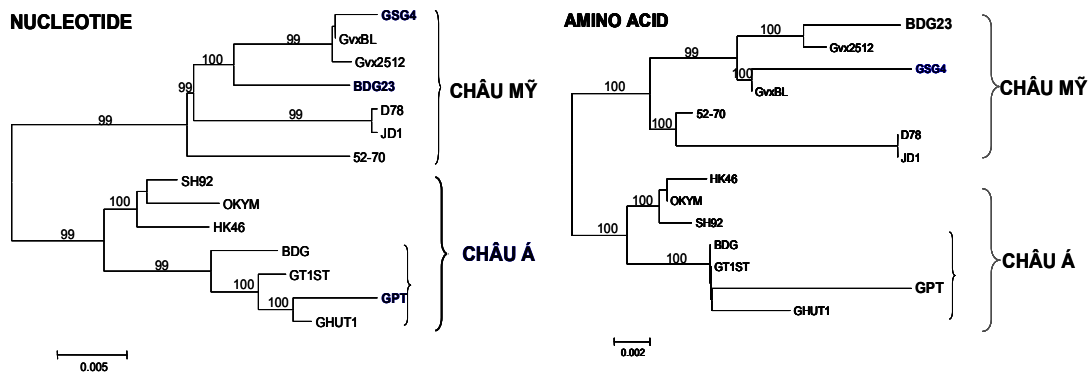 NUCLEOTIDE
GSG4
99
GvxBL
Gvx2512
100
BDG23
99
D78
99
JD1
99
52-70
CHÂU MỸ
SH92
100
OKYM
HK46
99
BDG
99
GT1ST
100
GPT
100
GHUT1
CHÂU Á
0.005
AMINO ACID
BDG23
100
Gvx2512
99
GSG4
100
GvxBL
100
52-70
100
D78
JD1
CHÂU MỸ
HK46
100
OKYM
SH92
100
BDG
100
GT1ST
GPT
GHUT1
CHÂU Á
0.002